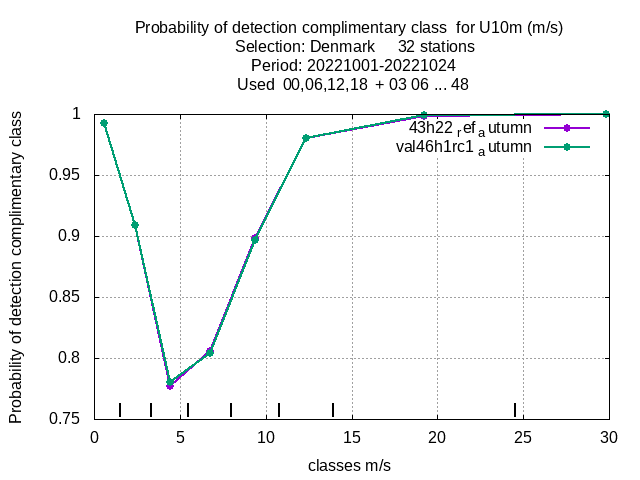 Probability of detection complimentary class for U10m (m/s)
Selection: Denmark 32 stations
Period: 20221001-20221024
Used 00,06,12,18 + 03 06 ... 48
Probability of detection complimentary class
1
0.95
0.9
0.85
0.8
0.75
43h22refautumn
val46h1rc1autumn
0 5 10 15 20 25 30
classes m/s